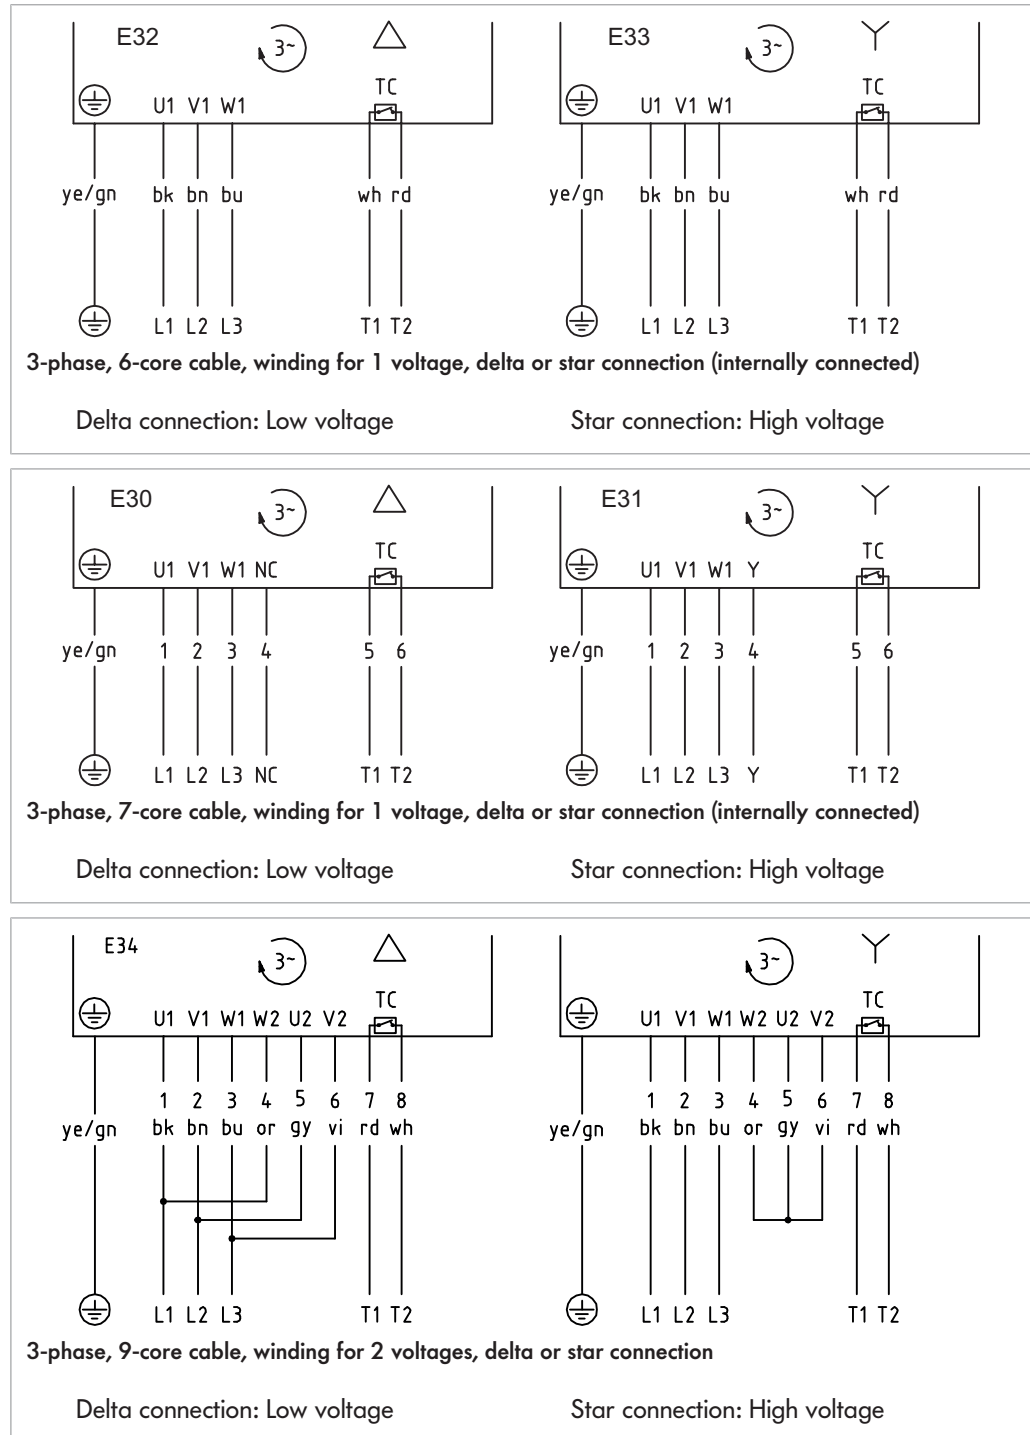 E32 3~ E33 3~
TC TC
U1 V1 W1 U1 V1 W1
ye/gn bk bn bu wh rd ye/gn bk bn bu wh rd
L1 L2 L3 T1 T2 L1 L2 L3 T1 T2
3-phase, 6-core cable, winding for 1 voltage, delta or star connection (internally connected)
Delta connection: Low voltage Star connection: High voltage
E30 3~ E31 3~
TC TC
U1 V1 W1 NC U1 V1 W1 Y
ye/gn 1 2 3 4 5 6 ye/gn 1 2 3 4 5 6
L1 L2 L3 NC T1 T2 L1 L2 L3 Y T1 T2
3-phase, 7-core cable, winding for 1 voltage, delta or star connection (internally connected)
Delta connection: Low voltage Star connection: High voltage
E34 3~ 3~
TC TC
U1 V1 W1 W2 U2 V2 U1 V1 W1 W2 U2 V2
1 2 3 4 5 6 7 8 1 2 3 4 5 6 7 8
ye/gn bk bn bu or gy vi rd wh ye/gn bk bn bu or gy vi rd wh
L1 L2 L3 T1 T2 L1 L2 L3 T1 T2
3-phase, 9-core cable, winding for 2 voltages, delta or star connection
Delta connection: Low voltage Star connection: High voltage